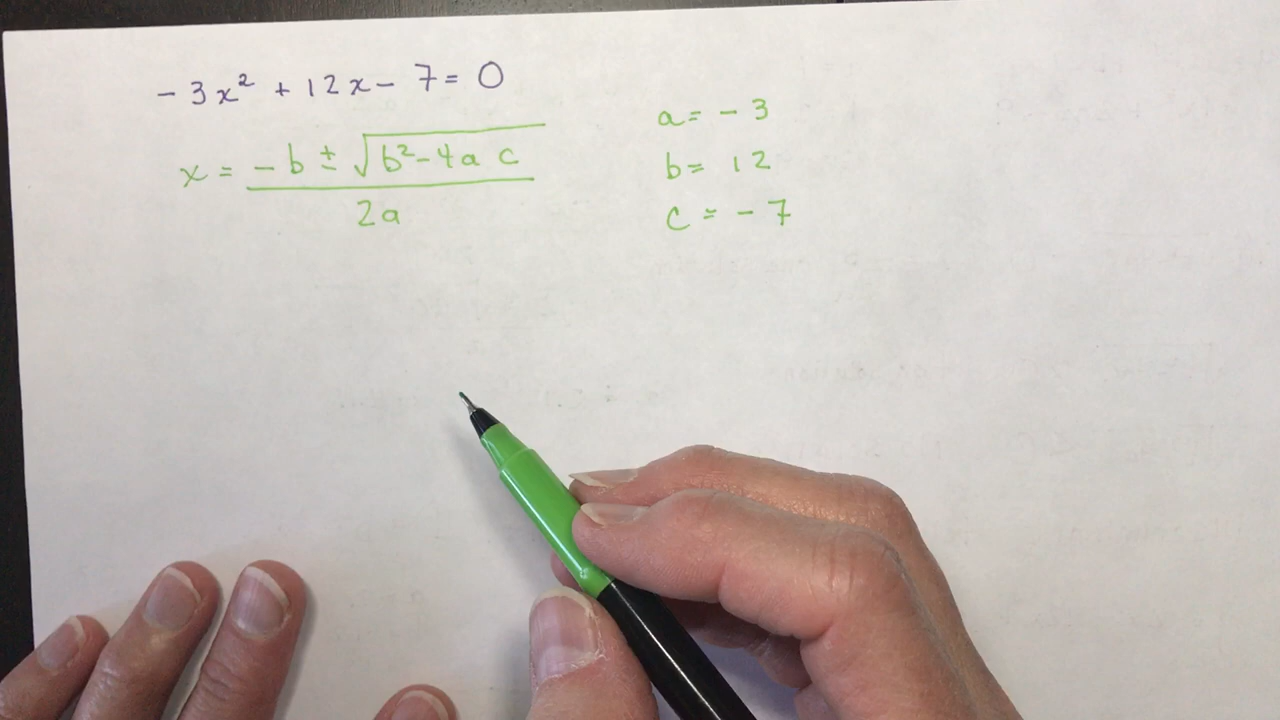 -3x² + 12x - 7 = 0
x = -b ± √(b² - 4ac) / 2a
a = -3
b = 12
c = -7